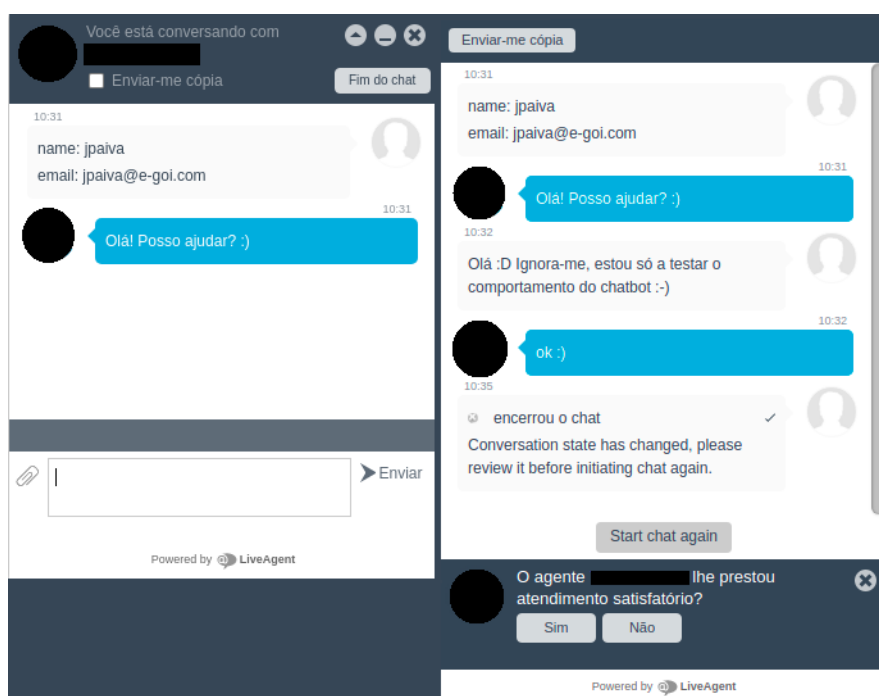 Você está conversando com
Enviar-me cópia
Fim do chat
10:31
name: jpaiva
email: jpaiva@e-goi.com
10:31
Olá! Posso ajudar? :)
Enviar
Powered by LiveAgent
Enviar-me cópia
10:31
name: jpaiva
email: jpaiva@e-goi.com
10:31
Olá! Posso ajudar? :)
10:32
Olá :D Ignora-me, estou só a testar o
comportamento do chatbot :-)
10:32
ok :)
10:35
encerrou o chat
Conversation state has changed, please
review it before initiating chat again.
Start chat again
O agente lhe prestou
atendimento satisfatório?
Sim Não
Powered by LiveAgent